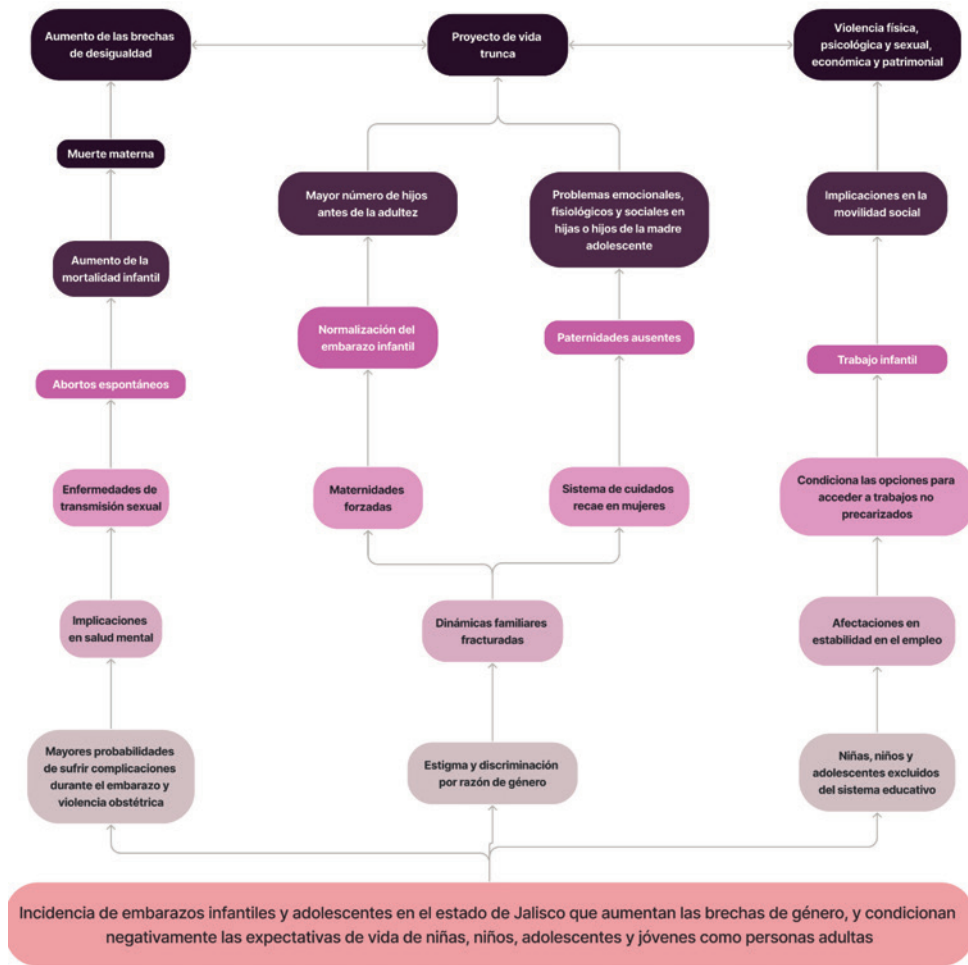 Aumento de las brechas
de desigualdad
Proyecto de vida
trunca
Violencia física,
psicológica y sexual,
económica y patrimonial
Muerte materna
Mayor número de hijos
antes de la adultez
Problemas emocionales,
fisiológicos y sociales en
hijas o hijos de la madre
adolescente
Implicaciones en la
movilidad social
Aumento de la
mortalidad infantil
Normalización del
embarazo infantil
Paternidades ausentes
Trabajo infantil
Abortos espontáneos
Enfermedades de
transmisión sexual
Maternidades
forzadas
Sistema de cuidados
recae en mujeres
Condiciona las opciones para
acceder a trabajos no
precarizados
Implicaciones
en salud mental
Dinámicas familiares
fracturadas
Afectaciones en
estabilidad en el empleo
Mayores probabilidades
de sufrir complicaciones
durante el embarazo y
violencia obstétrica
Estigma y discriminación
por razón de género
Niñas, niños y
adolescentes excluidos
del sistema educativo
Incidencia de embarazos infantiles y adolescentes en el estado de Jalisco que aumentan las brechas de género, y condicionan
negativamente las expectativas de vida de niñas, niños, adolescentes y jóvenes como personas adultas